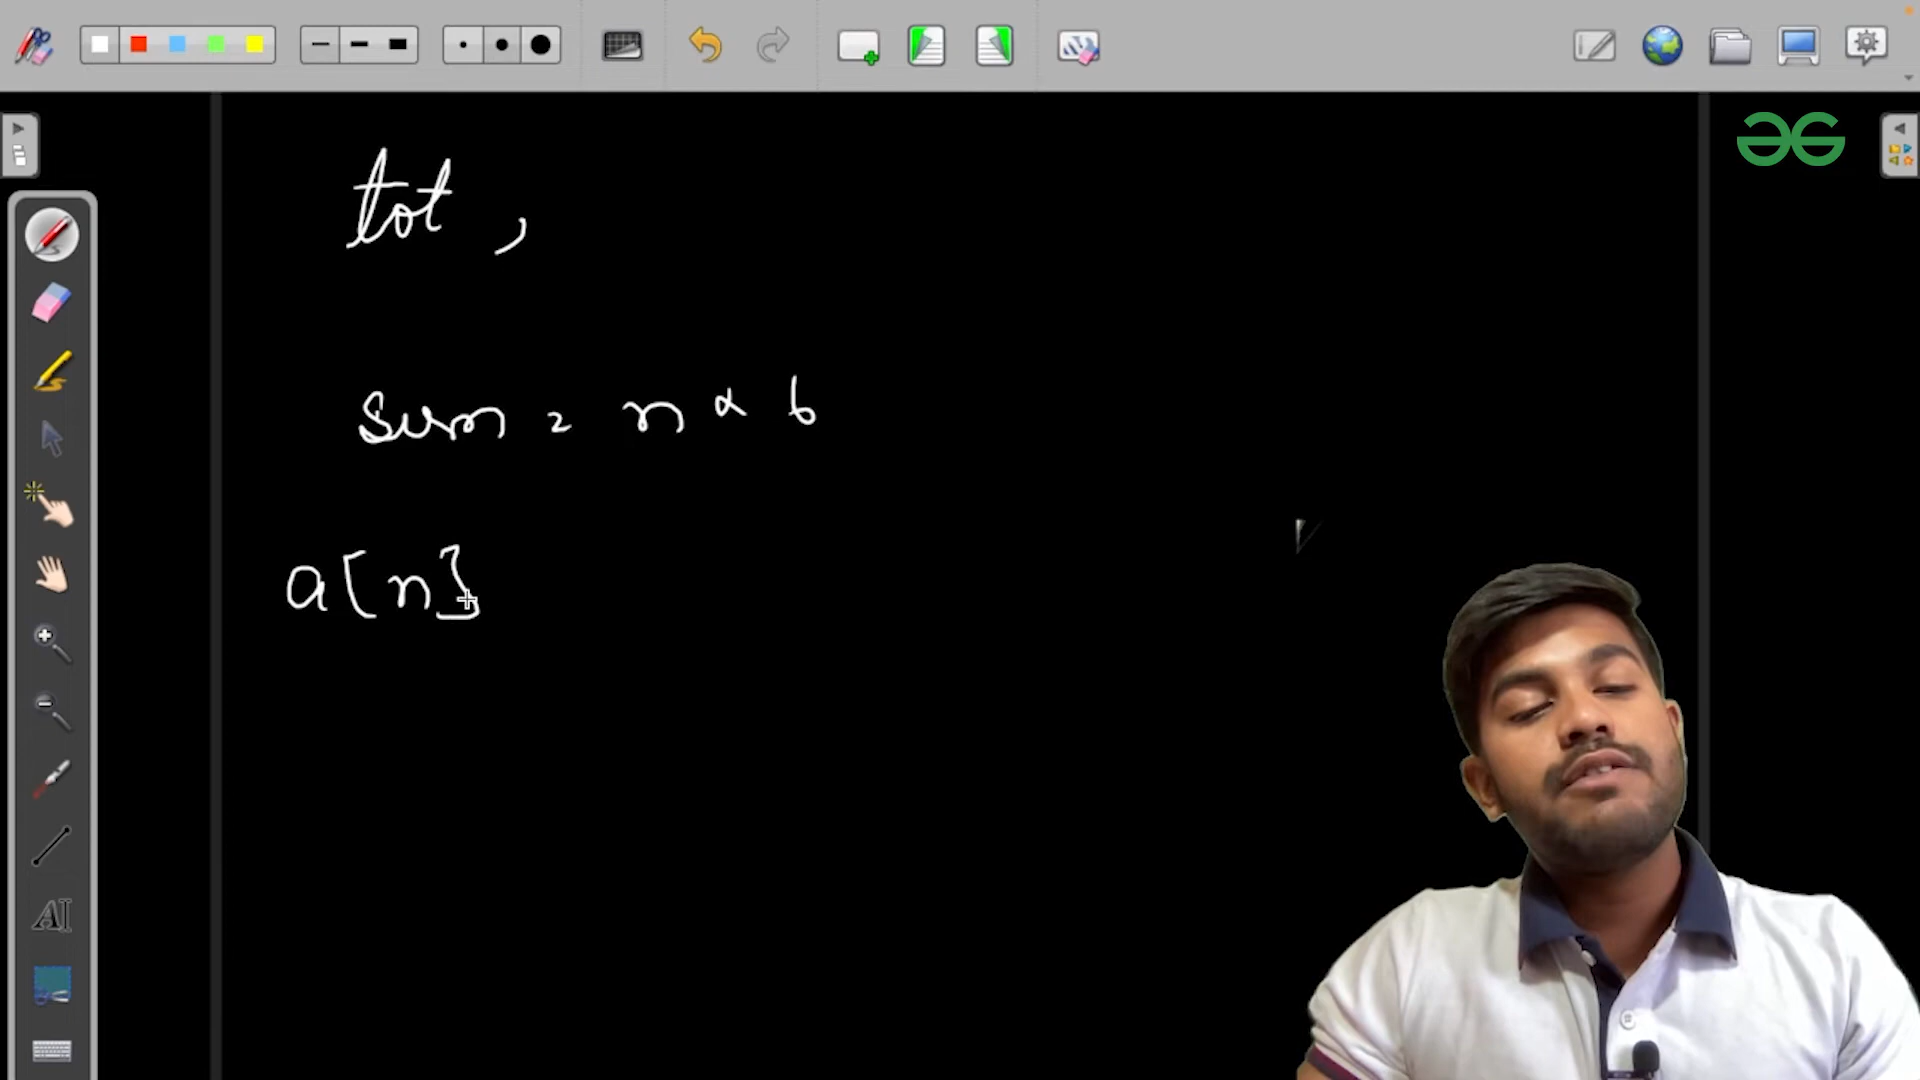 tot ,
sum = n * 6
a[n]